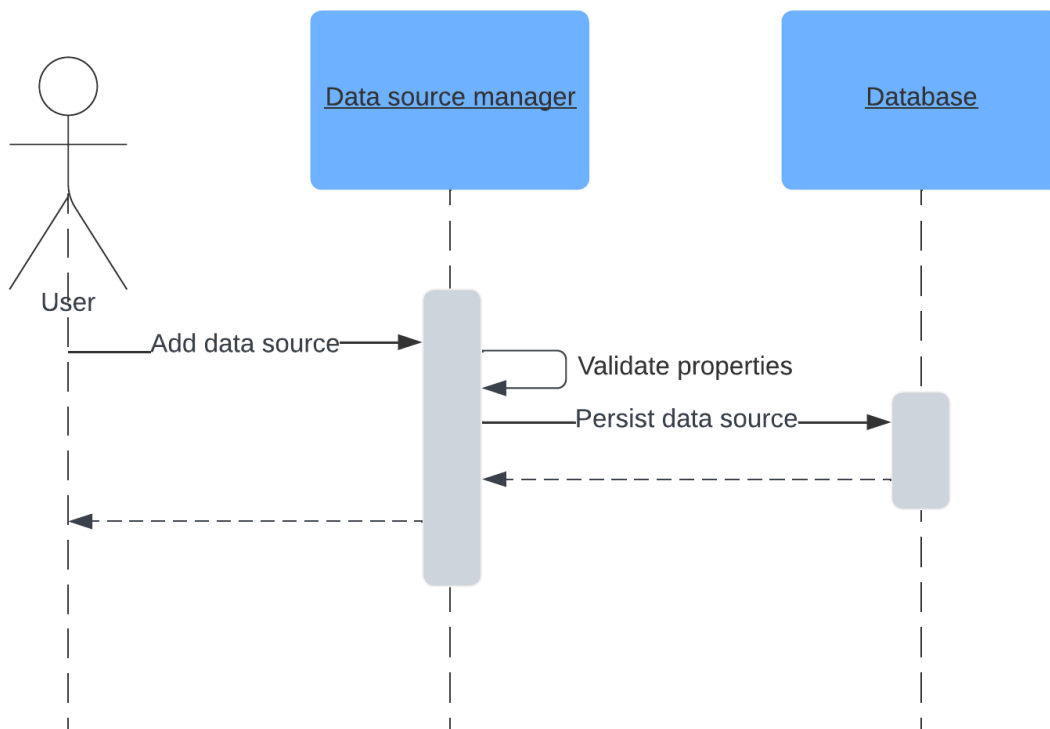 Data source manager
Database
User
Add data source
Validate properties
Persist data source